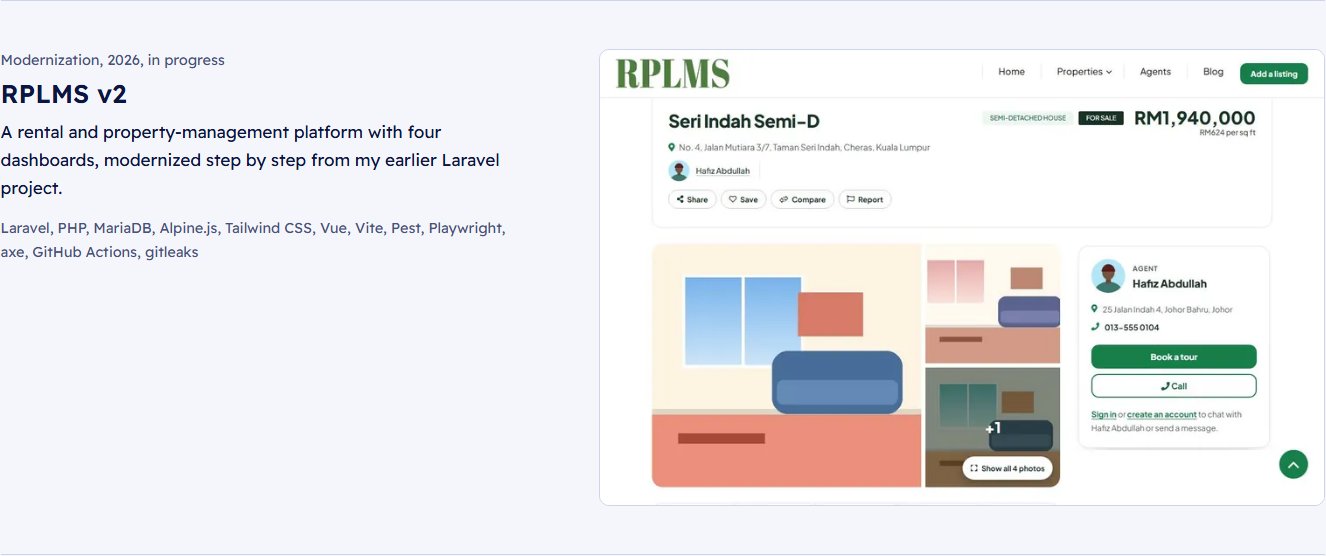 Modernization, 2026, in progress
RPLMS v2
A rental and property-management platform with four
dashboards, modernized step by step from my earlier Laravel
project.
Laravel, PHP, MariaDB, Alpine.js, Tailwind CSS, Vue, Vite, Pest, Playwright,
axe, GitHub Actions, gitleaks
RPLMS
Home
Properties
Agents
Blog
Add a listing
Seri Indah Semi-D
SEMI-DETACHED HOUSE
FOR SALE
RM1,940,000
RM624 per sq ft
No. 4, Jalan Mutiara 3/7, Taman Seri Indah, Cheras, Kuala Lumpur
Hafiz Abdullah
Share
Save
Compare
Report
+1
Show all 4 photos
AGENT
Hafiz Abdullah
25 Jalan Indah 4, Johor Bahru, Johor
013-555 0104
Book a tour
Call
Sign in or create an account to chat with
Hafiz Abdullah or send a message.